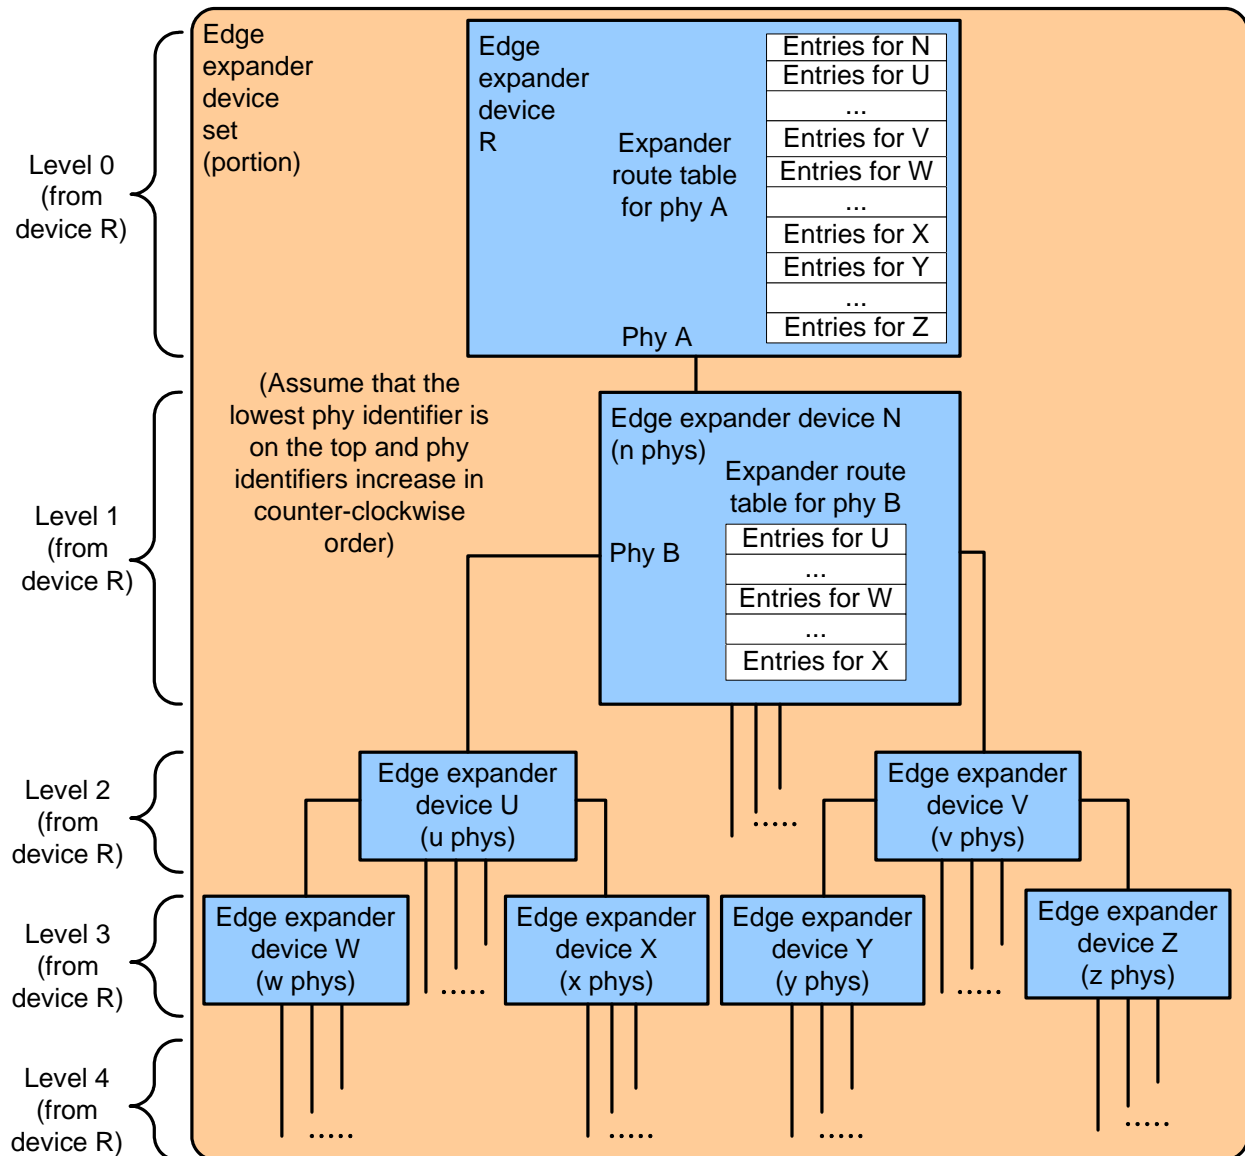 Edge
expander
device
set
(portion)
Edge
expander
device
R
Expander
route table
for phy A
Entries for N
Entries for U
...
Entries for V
Entries for W
...
Entries for X
Entries for Y
...
Entries for Z
Phy A
Level 0
(from
device R)
(Assume that the
lowest phy identifier is
on the top and phy
identifiers increase in
counter-clockwise
order)
Edge expander device N
(n phys)
Expander route
table for phy B
Entries for U
...
Entries for W
...
Entries for X
Phy B
Level 1
(from
device R)
Level 2
(from
device R)
Edge expander
device U
(u phys)
.....
Edge expander
device V
(v phys)
Level 3
(from
device R)
Edge expander
device W
(w phys)
.....
Edge expander
device X
(x phys)
Edge expander
device Y
(y phys)
.....
Edge expander
device Z
(z phys)
Level 4
(from
device R)
.....
.....
.....
.....